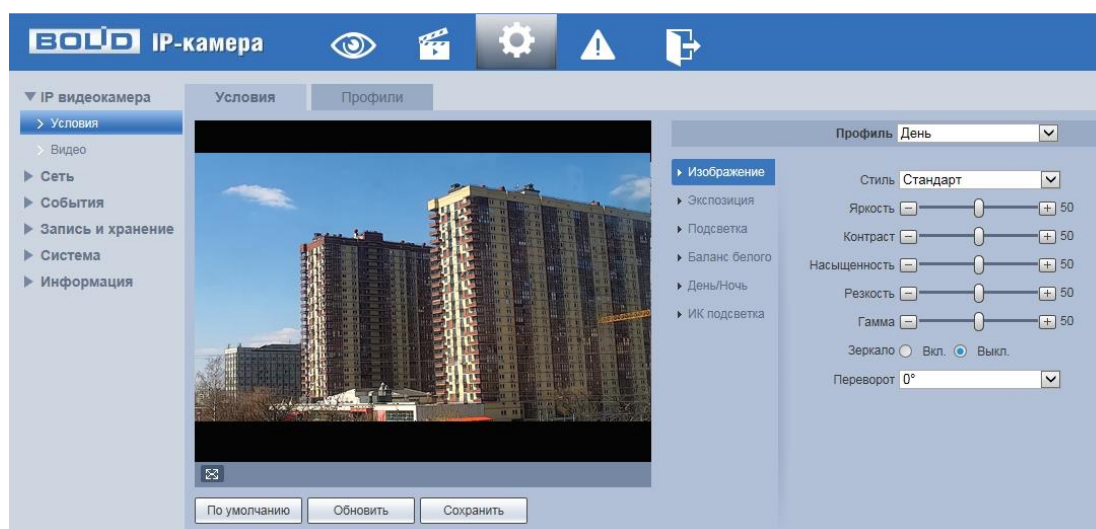 BOLID IP-камера
IP видеокамера
Условия
Видео
Сеть
События
Запись и хранение
Система
Информация
Условия
Профили
По умолчанию
Обновить
Сохранить
Профиль День
Изображение
Экспозиция
Подсветка
Баланс белого
День/Ночь
ИК подсветка
Стиль Стандарт
Яркость 50
Контраст 50
Насыщенность 50
Резкость 50
Гамма 50
Зеркало Вкл. Выкл.
Переворот 0°